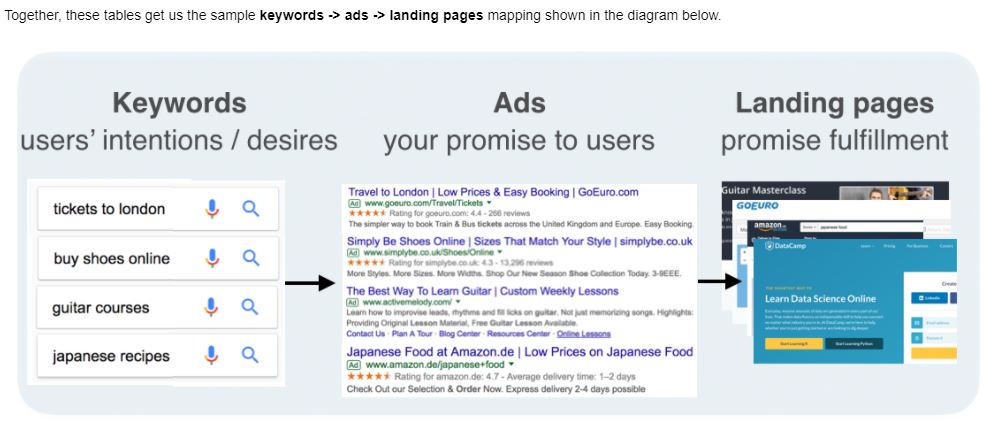 Together, these tables get us the sample keywords -> ads -> landing pages mapping shown in the diagram below.
Keywords
users' intentions / desires
tickets to london
buy shoes online
guitar courses
japanese recipes
Ads
your promise to users
Travel to London | Low Prices & Easy Booking | GoEuro.com
Ad www.goeuro.com/Travel/Tickets
Rating for goeuro.com: 4.4 - 266 reviews
The simpler way to book Train & Bus tickets across the United Kingdom and Europe. Easy Booking.
Simply Be Shoes Online | Sizes That Match Your Style | simplybe.co.uk
Ad www.simplybe.co.uk/Shoes/Online
Rating for simplybe.co.uk: 4.3 - 13,296 reviews
More Styles. More Sizes. More Widths. Shop Our New Season Shoe Collection Today. 3-9EEE.
The Best Way To Learn Guitar | Custom Weekly Lessons
Ad www.activemelody.com/
Learn how to improvise leads, rhythms and fill licks on guitar. Not just memorizing songs. Highlights:
Providing Original Lesson Material, Free Guitar Lesson Available.
Contact Us · Plan A Tour · Blog Center · Resources Center · Online Lessons
Japanese Food at Amazon.de | Low Prices on Japanese Food
Ad www.amazon.de/japanese+food
Rating for amazon.de: 4.7 - Average delivery time: 1–2 days
Check Out our Selection & Order Now. Express delivery 2-4 days possible
Landing pages
promise fulfillment
Guitar Masterclass
GOEURO
amazon
japanese food
DataCamp
Learn Data Science Online
Start Learning R
Start Learning Python
Create
LinkedIn
Email address
Password